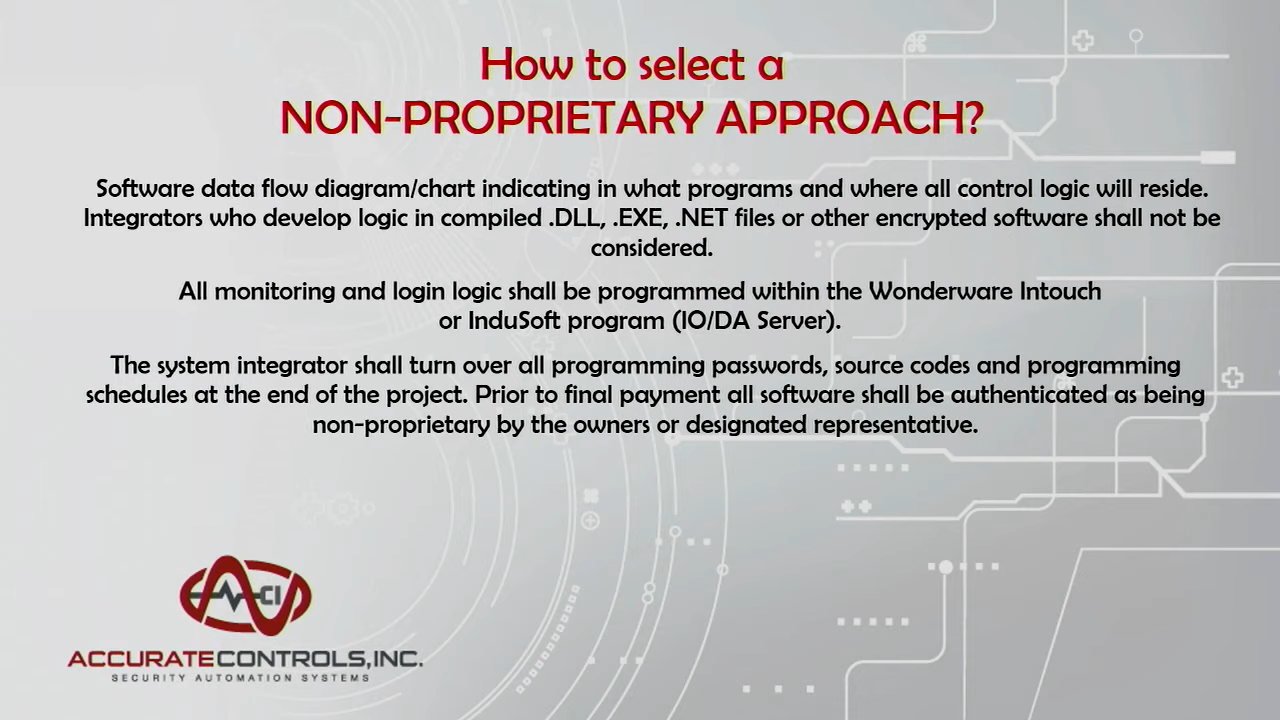 How to select a
NON-PROPRIETARY APPROACH?
Software data flow diagram/chart indicating in what programs and where all control logic will reside.
Integrators who develop logic in compiled .DLL, .EXE, .NET files or other encrypted software shall not be
considered.
All monitoring and login logic shall be programmed within the Wonderware Intouch
or InduSoft program (IO/DA Server).
The system integrator shall turn over all programming passwords, source codes and programming
schedules at the end of the project. Prior to final payment all software shall be authenticated as being
non-proprietary by the owners or designated representative.
ACI
ACCURATECONTROLS,INC.
SECURITY AUTOMATION SYSTEMS